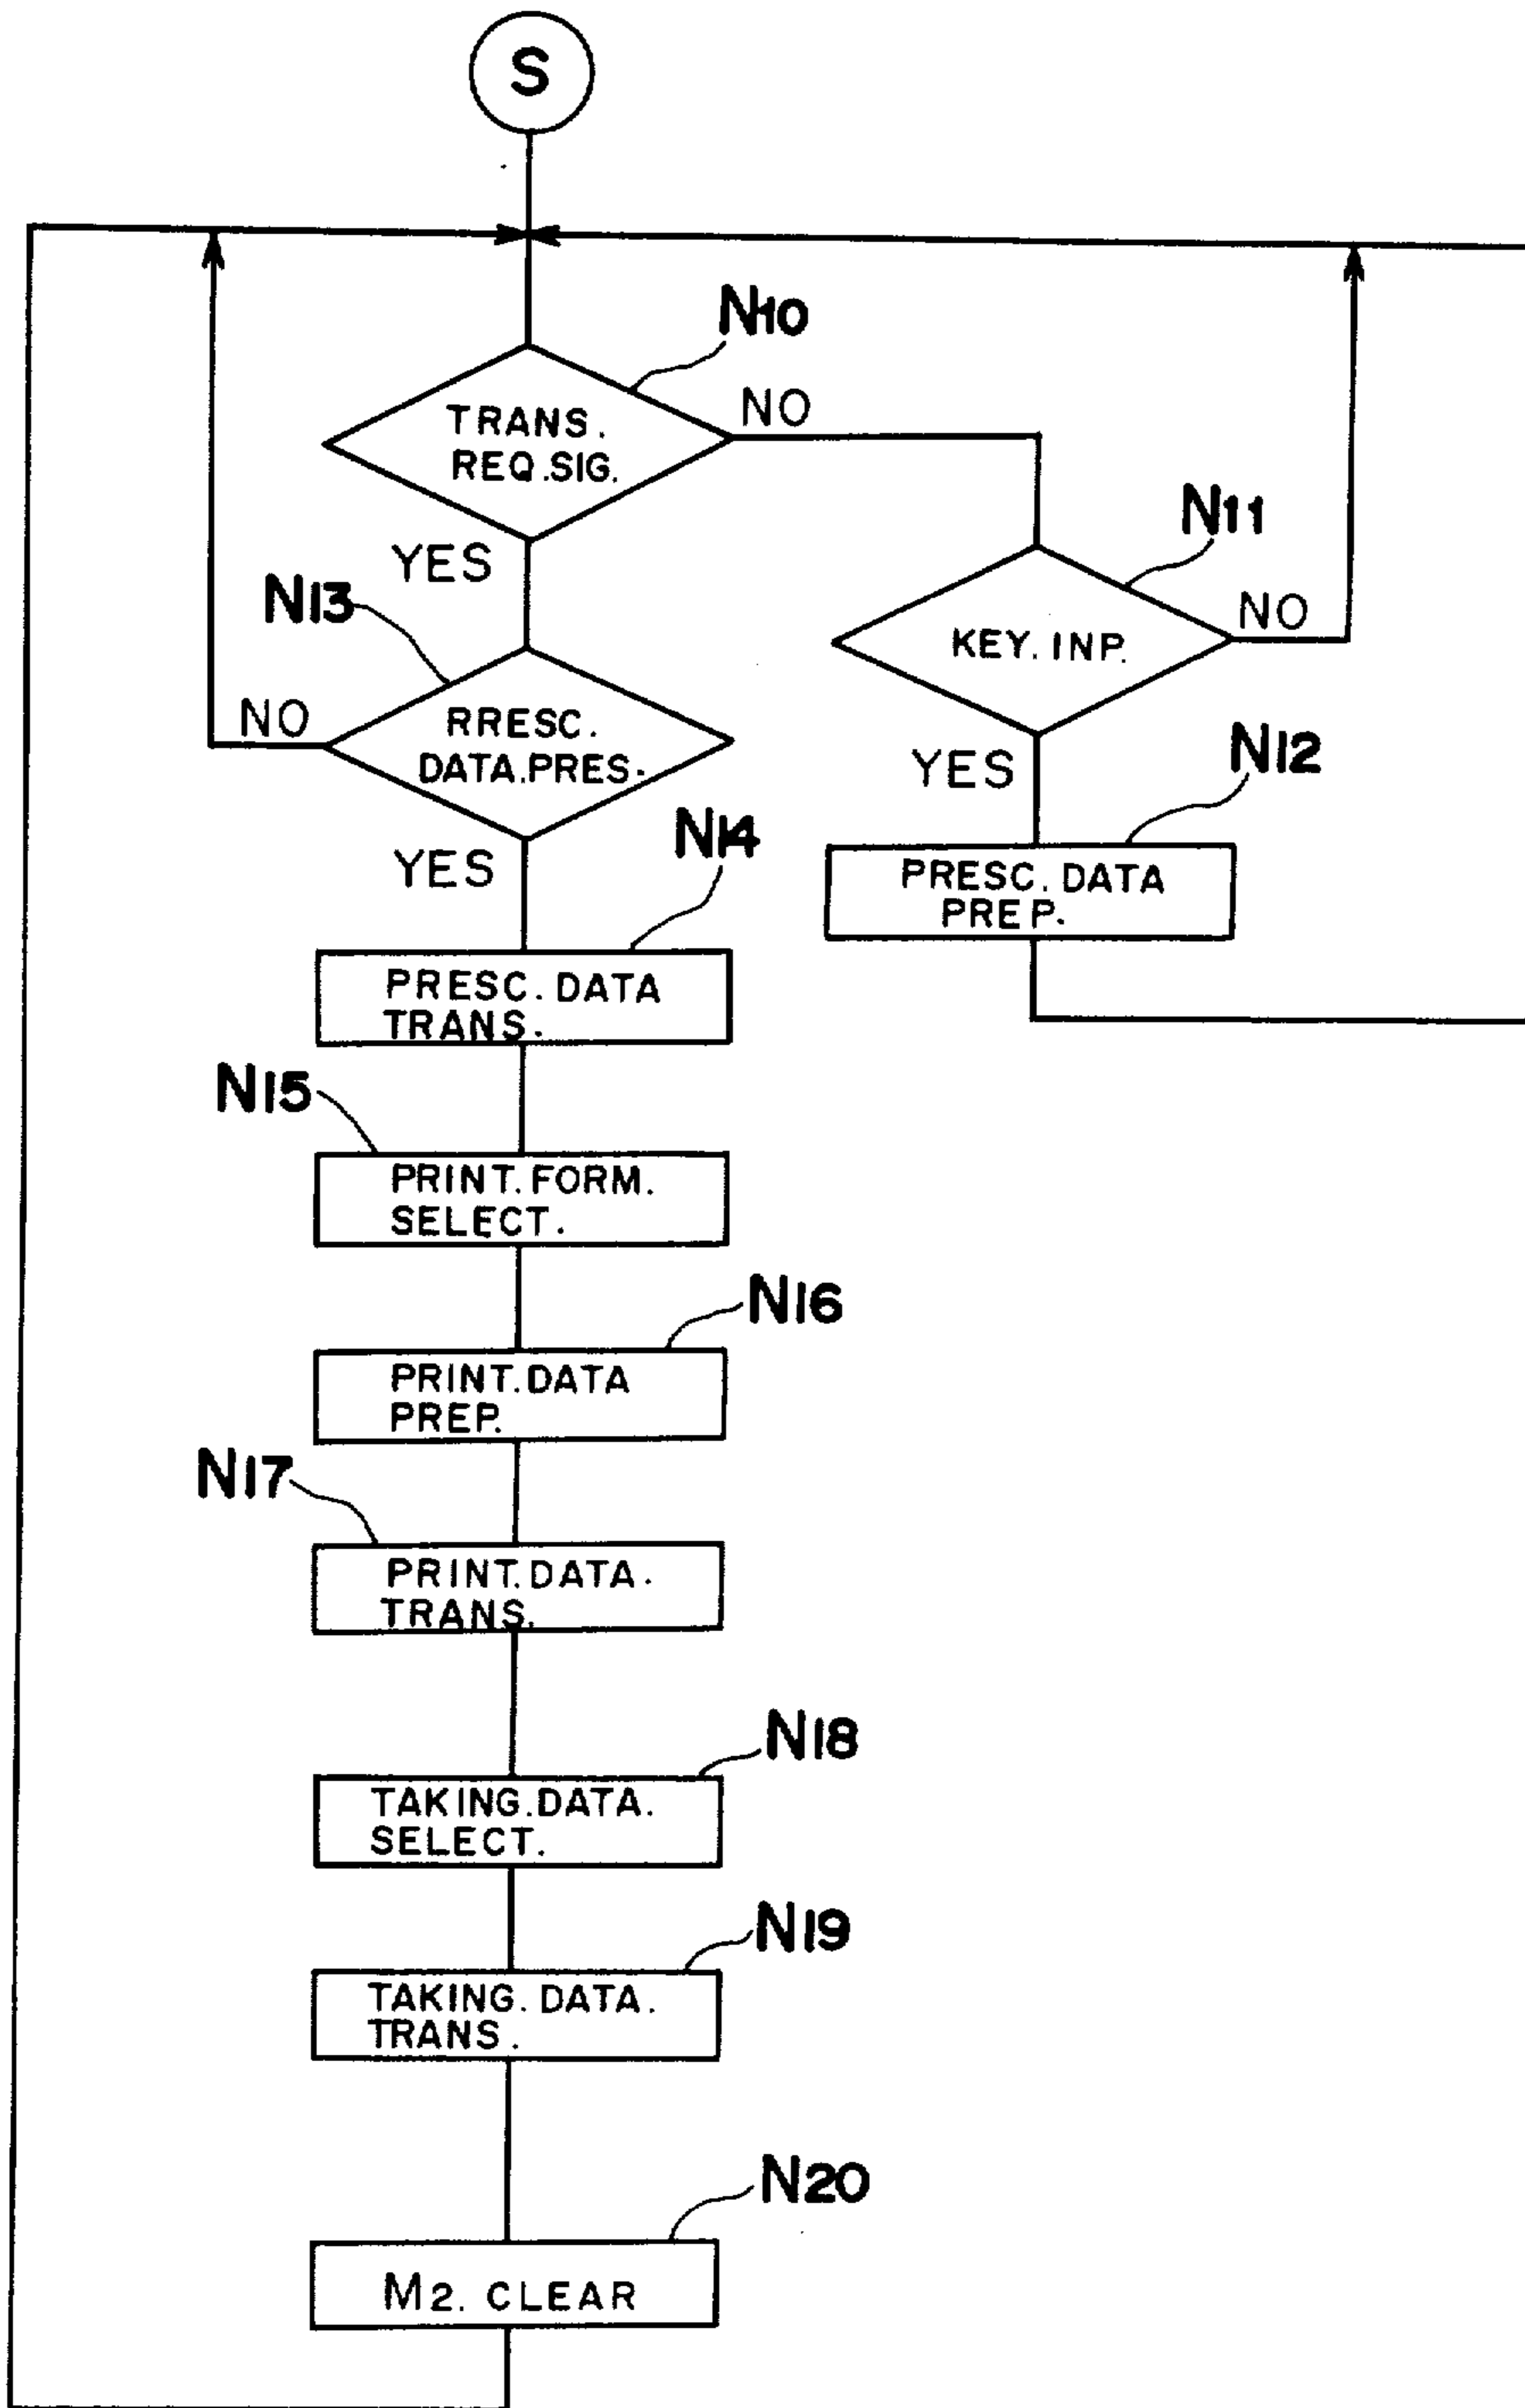 S
N10
TRANS.
REQ.SIG.
NO
YES
N11
KEY.INP.
NO
YES
N13
RRESC.
DATA.PRES.
NO
YES
N12
PRESC.DATA
PREP.
N14
PRESC.DATA
TRANS.
N15
PRINT.FORM.
SELECT.
N16
PRINT.DATA
PREP.
N17
PRINT.DATA.
TRANS.
N18
TAKING.DATA.
SELECT.
N19
TAKING.DATA.
TRANS.
N20
M2. CLEAR